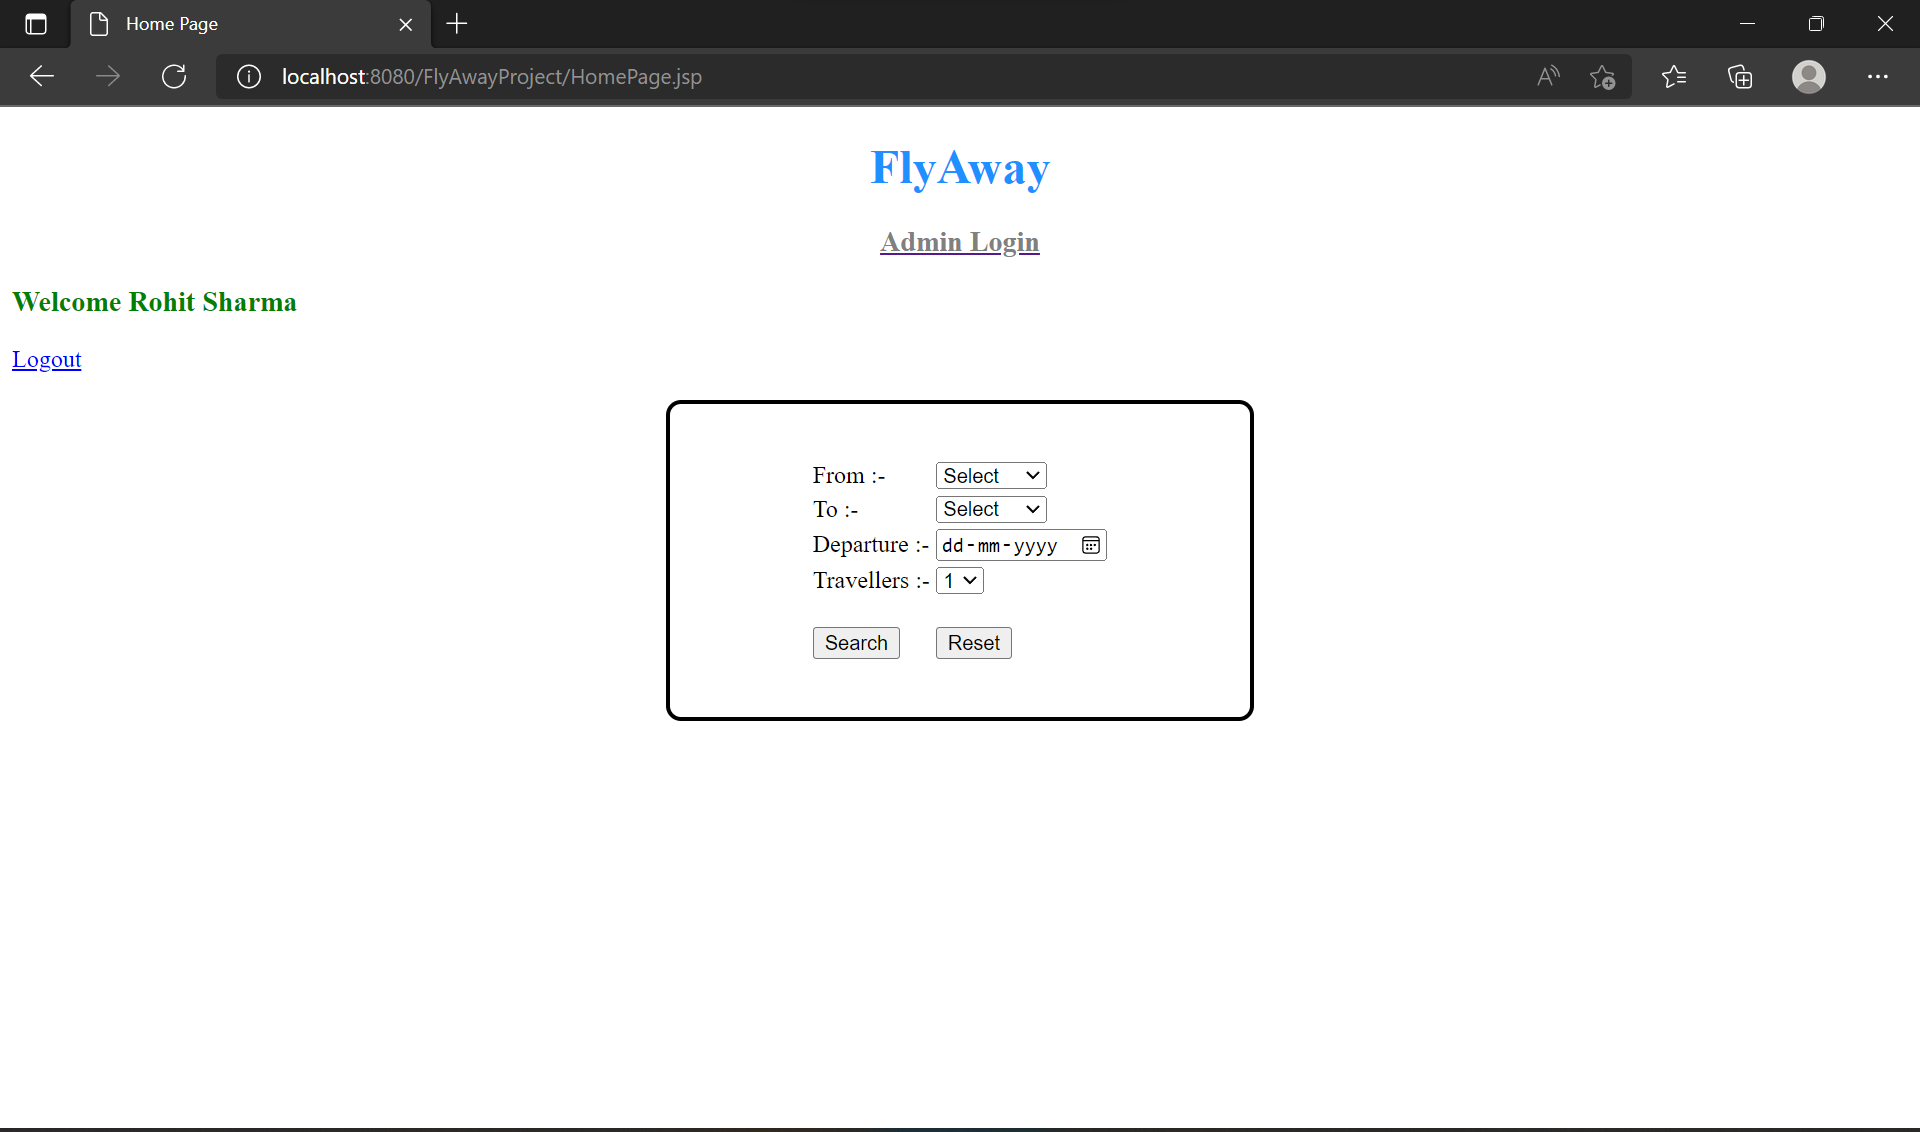 Home Page
localhost:8080/FlyAwayProject/HomePage.jsp
FlyAway
Admin Login
Welcome Rohit Sharma
Logout
From :- Select
To :- Select
Departure :- dd-mm-yyyy
Travellers :- 1
Search Reset